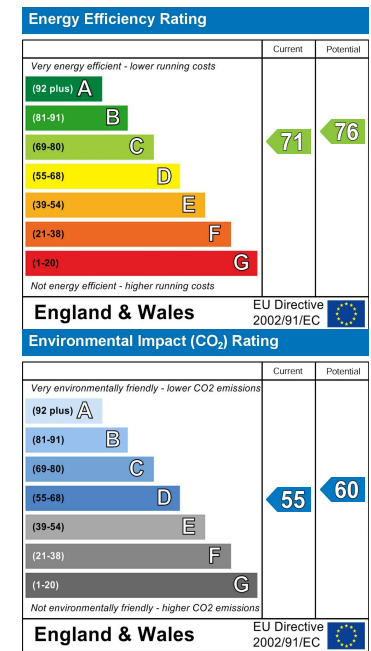 Energy Efficiency Rating
Current Potential
Very energy efficient - lower running costs
(92 plus) A
(81-91) B
(69-80) C
(55-68) D
(39-54) E
(21-38) F
(1-20) G
71
76
Not energy efficient - higher running costs
England & Wales
EU Directive
2002/91/EC
Environmental Impact (CO₂) Rating
Current Potential
Very environmentally friendly - lower CO2 emissions
(92 plus) A
(81-91) B
(69-80) C
(55-68) D
(39-54) E
(21-38) F
(1-20) G
55
60
Not environmentally friendly - higher CO2 emissions
England & Wales
EU Directive
2002/91/EC